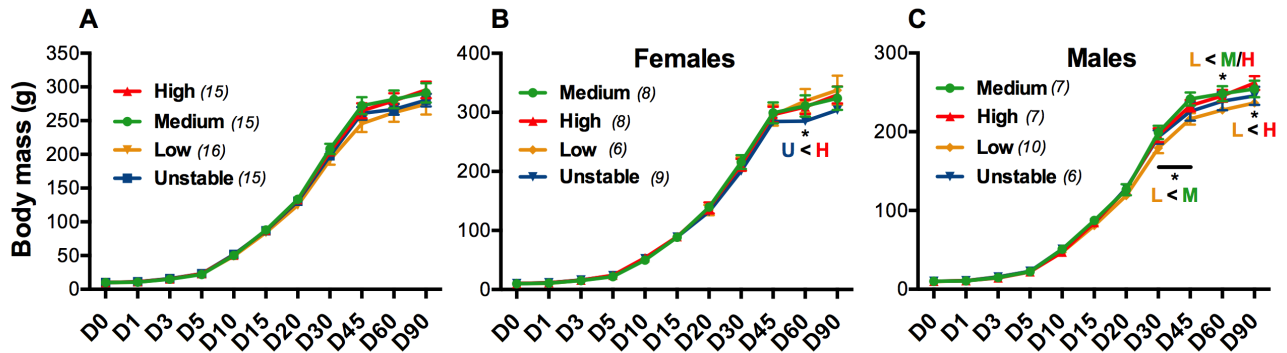 A
Body mass (g)
350
300
250
200
150
100
50
0
High (15)
Medium (15)
Low (16)
Unstable (15)
D0 D1 D3 D5 D10 D15 D20 D30 D45 D60 D90
B
Females
400
300
200
100
0
Medium (8)
High (8)
Low (6)
Unstable (9)
*
U < H
D0 D1 D3 D5 D10 D15 D20 D30 D45 D60 D90
C
Males
300
200
100
0
Medium (7)
High (7)
Low (10)
Unstable (6)
L < M/H
*
*
L < H
*
L < M
D0 D1 D3 D5 D10 D15 D20 D30 D45 D60 D90